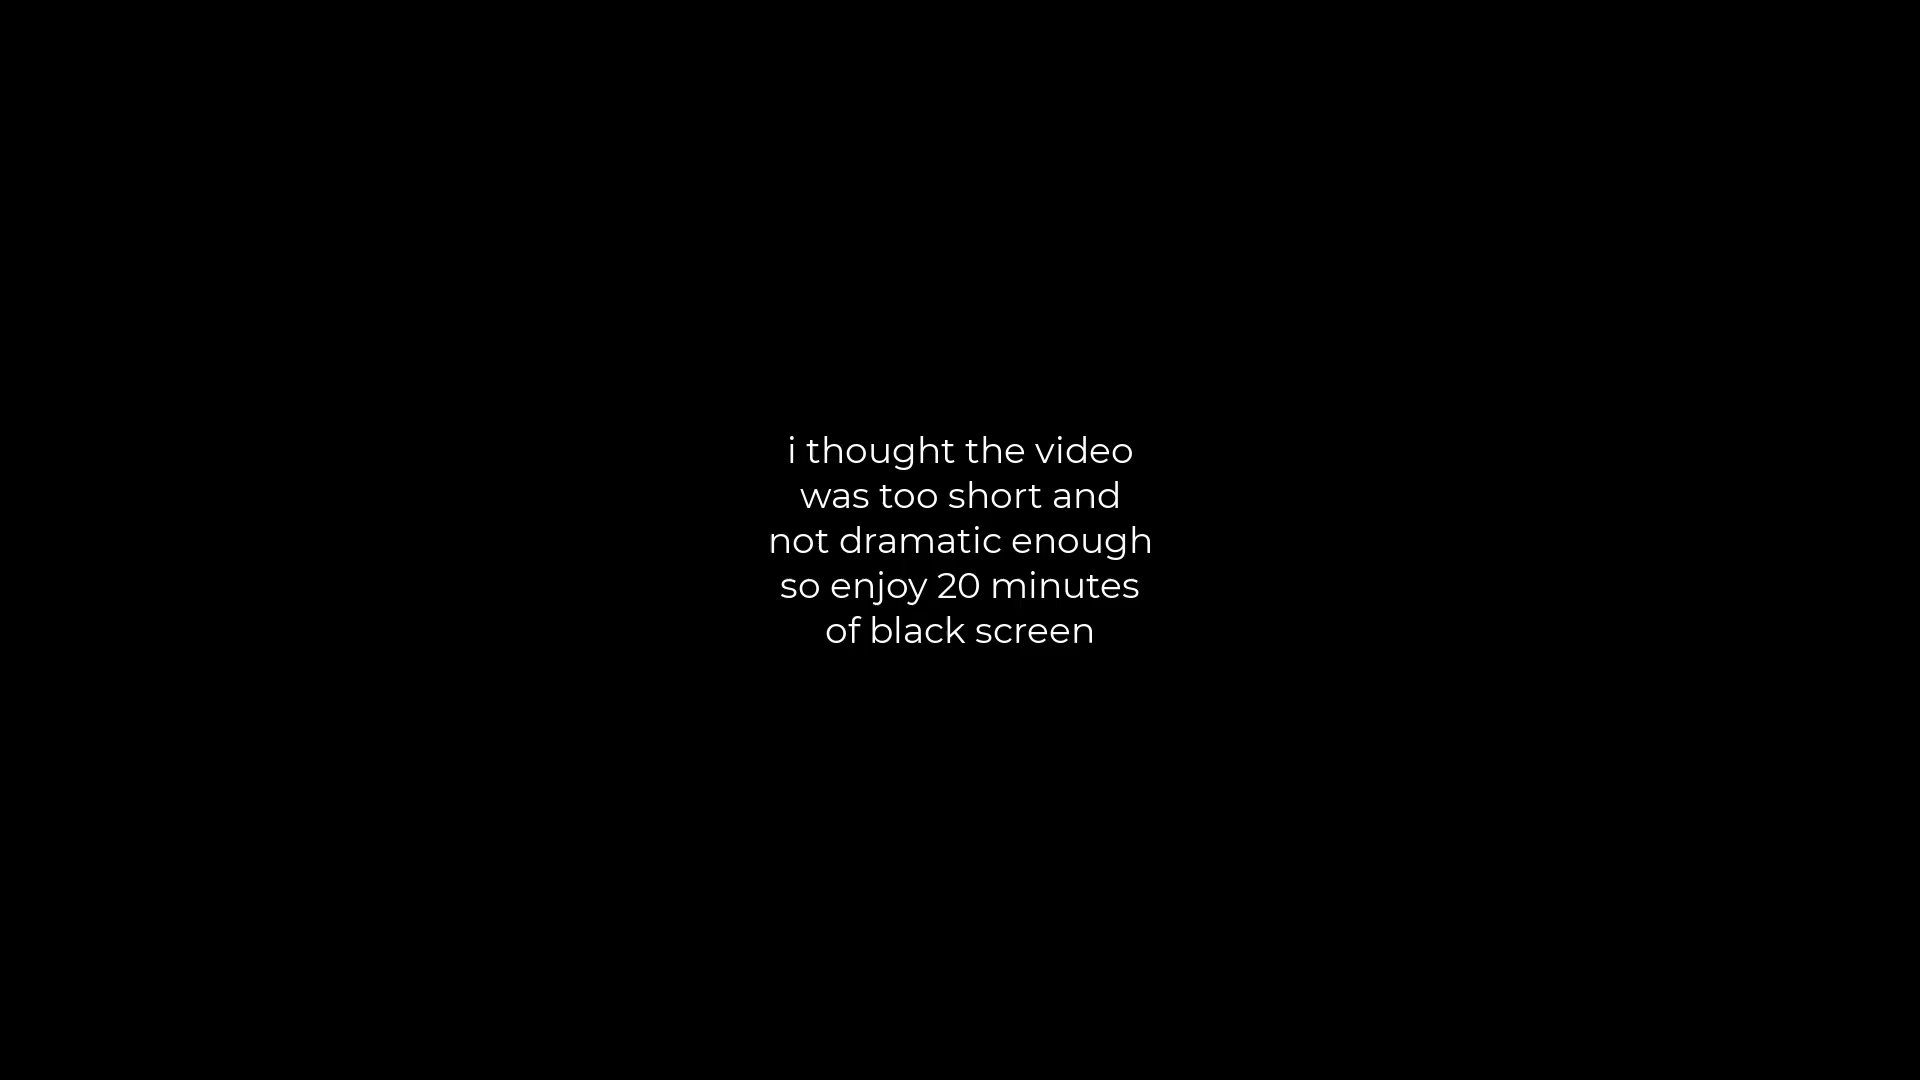 i thought the video
was too short and
not dramatic enough
so enjoy 20 minutes
of black screen